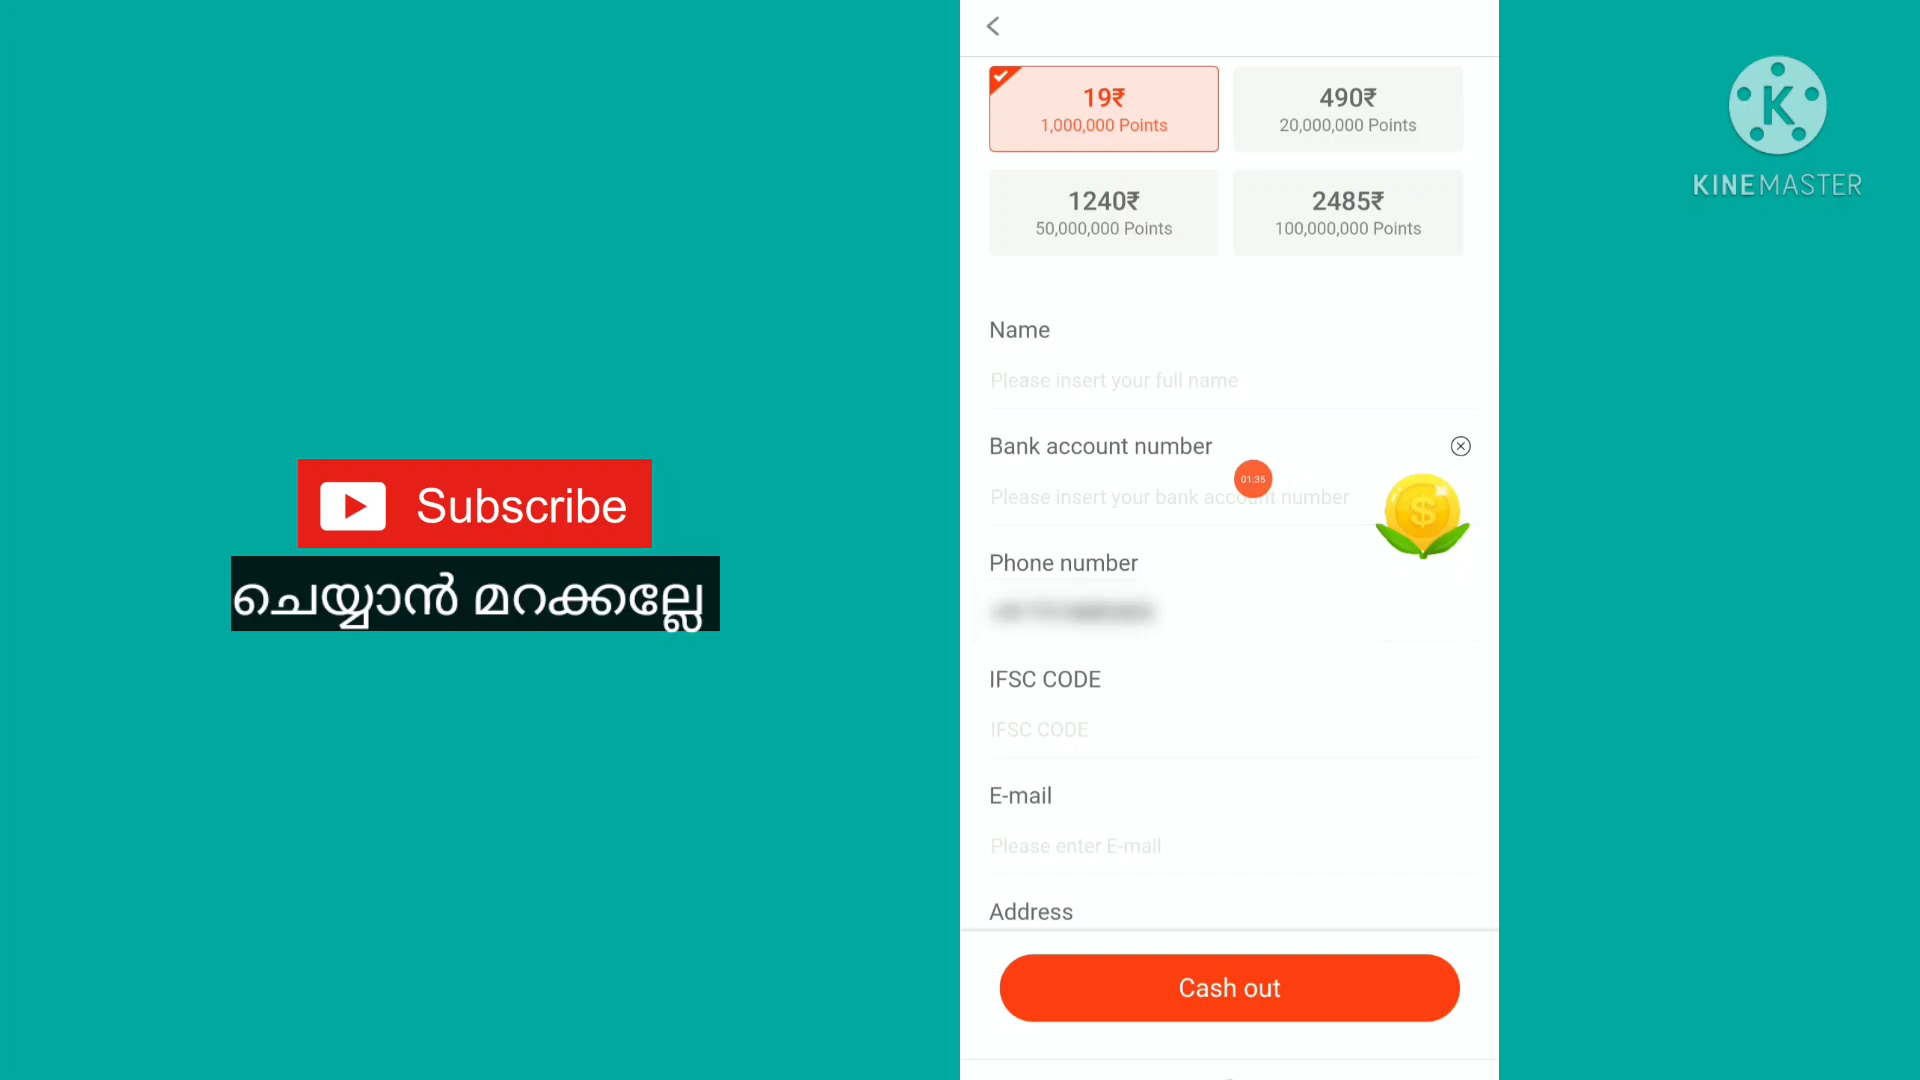 19₹
1,000,000 Points
490₹
20,000,000 Points
1240₹
50,000,000 Points
2485₹
100,000,000 Points
Name
Please insert your full name
Bank account number
01:35
Please insert your bank account number
Phone number
IFSC CODE
IFSC CODE
E-mail
Please enter E-mail
Address
Cash out
Subscribe
ചെയ്യാൻ മറക്കല്ലേ
K
KINEMASTER